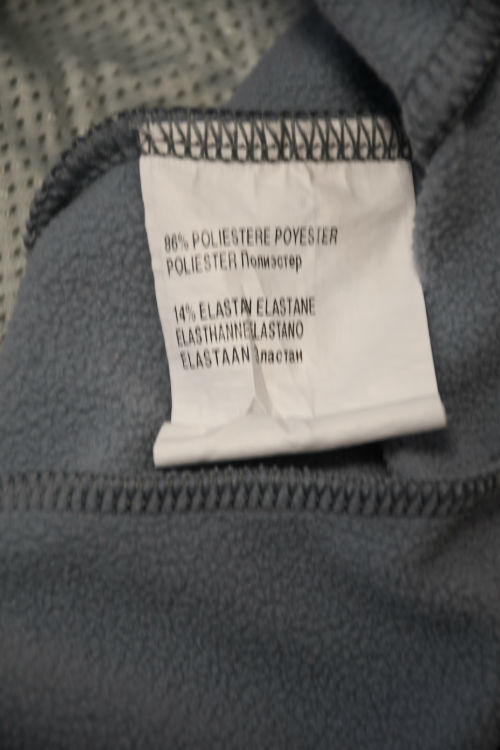 86% POLIESTERE POYESTER
POLIESTER Полиэстер
14% ELASTAN ELASTANE
ELASTHANNE ELASTANO
ELASTAAN Эластан